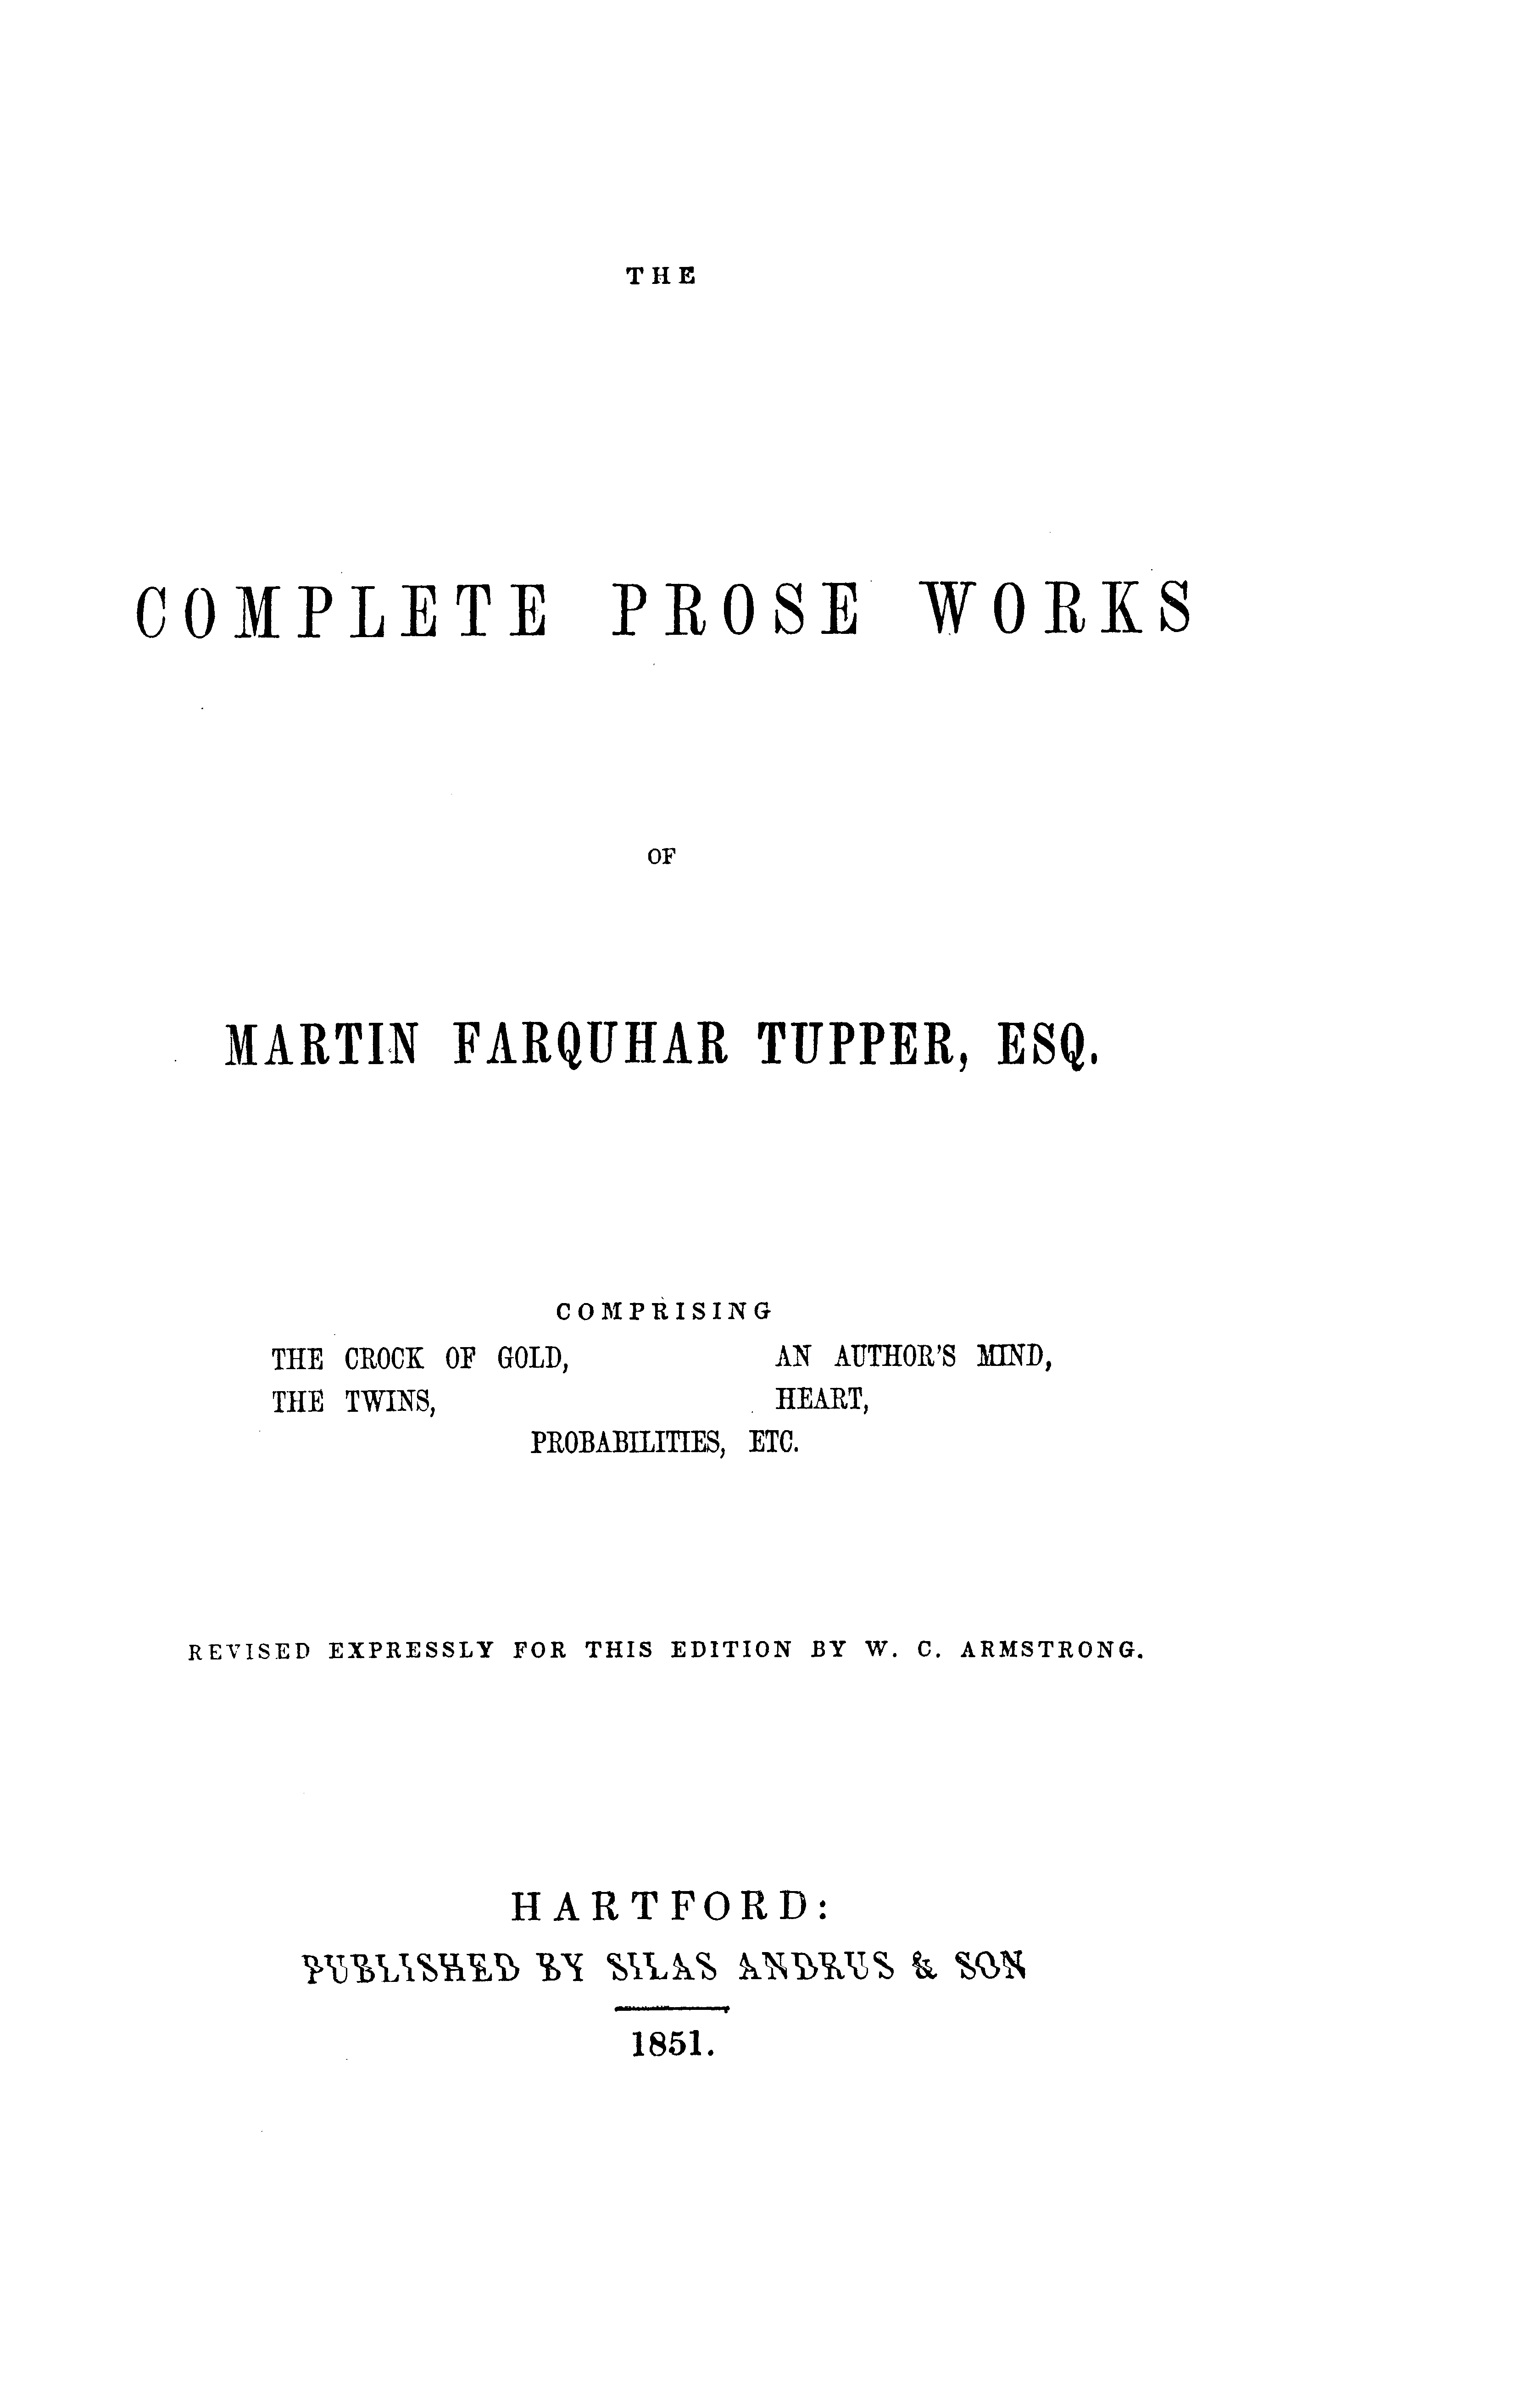 THE
COMPLETE PROSE WORKS
OF
MARTIN FARQUHAR TUPPER, ESQ.
COMPRISING
THE CROCK OF GOLD, AN AUTHOR'S MIND,
THE TWINS, HEART,
PROBABILITIES, ETC.
REVISED EXPRESSLY FOR THIS EDITION BY W. C. ARMSTRONG.
HARTFORD:
PUBLISHED BY SILAS ANDRUS & SON
1851.